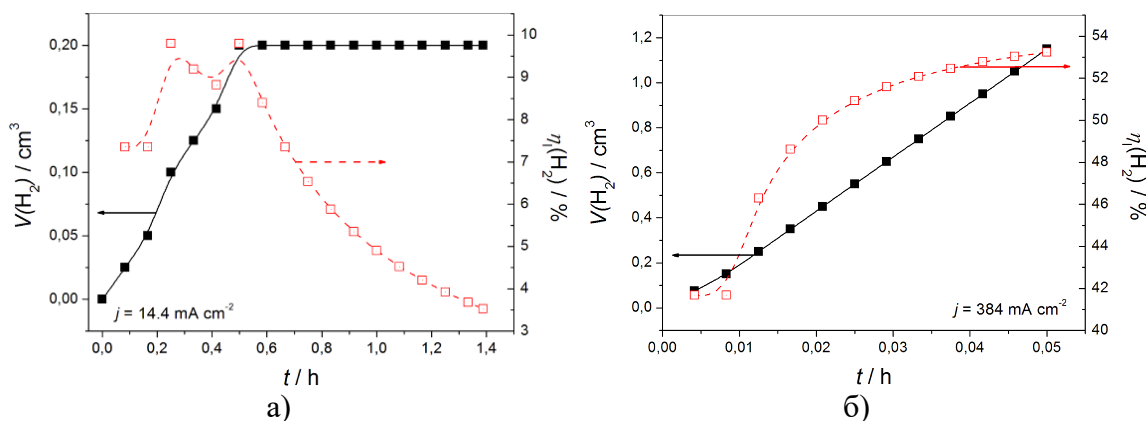 0,20
0,15
0,10
0,05
0,00
V(H₂) / cm³
10
9
8
7
6
5
4
3
ηI(H₂) / %
j = 14.4 mA cm⁻²
0,0 0,2 0,4 0,6 0,8 1,0 1,2 1,4
t / h
а)
1,2
1,0
0,8
0,6
0,4
0,2
0,0
V(H₂) / cm³
54
52
50
48
46
44
42
40
ηI(H₂) / %
j = 384 mA cm⁻²
0,00 0,01 0,02 0,03 0,04 0,05
t / h
б)